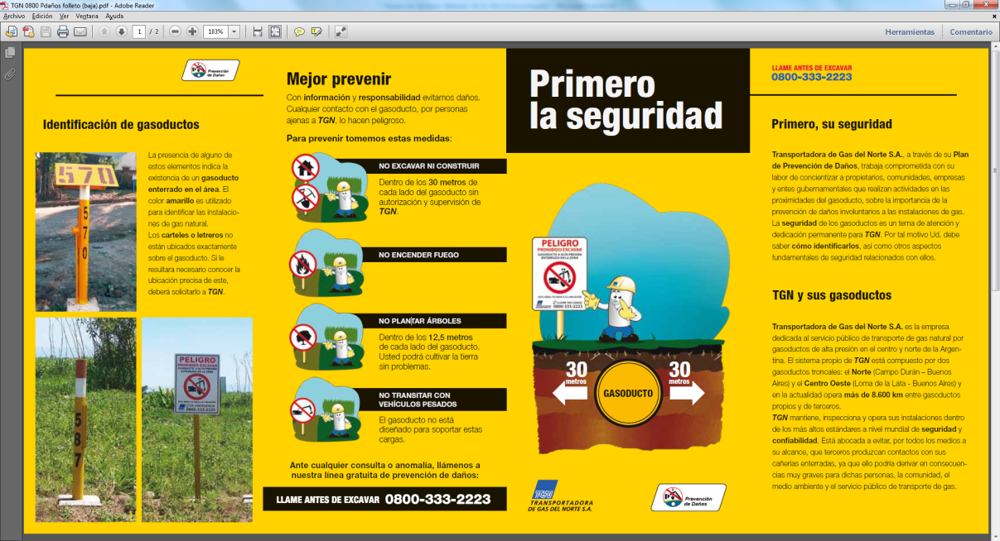 TGN 0800 Pdaños folleto (baja).pdf - Adobe Reader
Archivo Edición Ver Ventana Ayuda
1 / 2 103% Herramientas Comentario
Prevención de Daños
Identificación de gasoductos
570
570
La presencia de alguno de
estos elementos indica la
existencia de un gasoducto
enterrado en el área. El
color amarillo es utilizado
para identificar las instalacio-
nes de gas natural.
Los carteles o letreros no
están ubicados exactamente
sobre el gasoducto. Si le
resultara necesario conocer la
ubicación precisa de este,
deberá solicitarlo a TGN.
587
PELIGRO
PROHIBIDO EXCAVAR
GASODUCTO A ALTA PRESIÓN
ENTERRADO EN LA ZONA
0800-333-2223
Mejor prevenir
Con información y responsabilidad evitamos daños.
Cualquier contacto con el gasoducto, por personas
ajenas a TGN, lo hacen peligroso.
Para prevenir tomemos estas medidas:
NO EXCAVAR NI CONSTRUIR
Dentro de los 30 metros de
cada lado del gasoducto sin
autorización y supervisión de
TGN.
NO ENCENDER FUEGO
NO PLANTAR ÁRBOLES
Dentro de los 12,5 metros
de cada lado del gasoducto.
Usted podrá cultivar la tierra
sin problemas.
NO TRANSITAR CON
VEHÍCULOS PESADOS
El gasoducto no está
diseñado para soportar estas
cargas.
Ante cualquier consulta o anomalía, llámenos a
nuestra línea gratuita de prevención de daños:
LLAME ANTES DE EXCAVAR 0800-333-2223
Primero
la seguridad
PELIGRO
PROHIBIDO EXCAVAR
GASODUCTO A ALTA PRESIÓN
ENTERRADO EN LA ZONA
0800-333-2223
30
metros
GASODUCTO
30
metros
TGN
TRANSPORTADORA
DE GAS DEL NORTE S.A.
Prevención
de Daños
LLAME ANTES DE EXCAVAR
0800-333-2223
Primero, su seguridad
Transportadora de Gas del Norte S.A., a través de su Plan
de Prevención de Daños, trabaja comprometida con su
labor de concientizar a propietarios, comunidades, empresas
y entes gubernamentales que realizan actividades en las
proximidades del gasoducto, sobre la importancia de la
prevención de daños involuntarios a las instalaciones de gas.
La seguridad de los gasoductos es un tema de atención y
dedicación permanente para TGN. Por tal motivo Ud. debe
saber cómo identificarlos, así como otros aspectos
fundamentales de seguridad relacionados con ellos.
TGN y sus gasoductos
Transportadora de Gas del Norte S.A. es la empresa
dedicada al servicio público de transporte de gas natural por
gasoductos de alta presión en el centro y norte de la Argen-
tina. El sistema propio de TGN está compuesto por dos
gasoductos troncales: el Norte (Campo Durán – Buenos
Aires) y el Centro Oeste (Loma de la Lata - Buenos Aires) y
en la actualidad opera más de 8.600 km entre gasoductos
propios y de terceros.
TGN mantiene, inspecciona y opera sus instalaciones dentro
de los más altos estándares a nivel mundial de seguridad y
confiabilidad. Está abocada a evitar, por todos los medios a
su alcance, que terceros produzcan contactos con sus
cañerías enterradas, ya que ello podría derivar en consecuen-
cias muy graves para dichas personas, la comunidad, el
medio ambiente y el servicio público de transporte de gas.